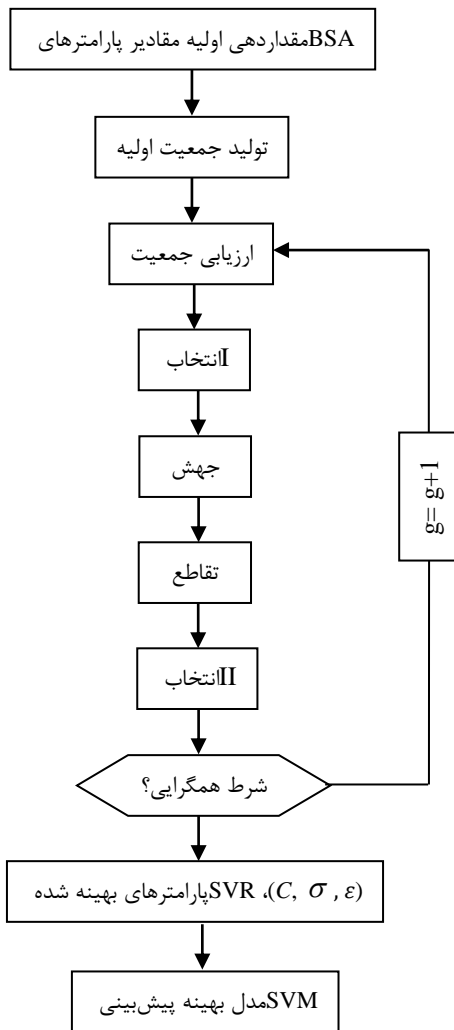 مقداردهی اولیه مقادیر پارامترهای BSA
تولید جمعیت اولیه
ارزیابی جمعیت
انتخاب I
جهش
تقاطع
انتخاب II
شرط همگرایی؟
g= g+1
پارامترهای بهینه شده SVR، (C, σ , ε)
مدل بهینه پیش‌بینی SVM